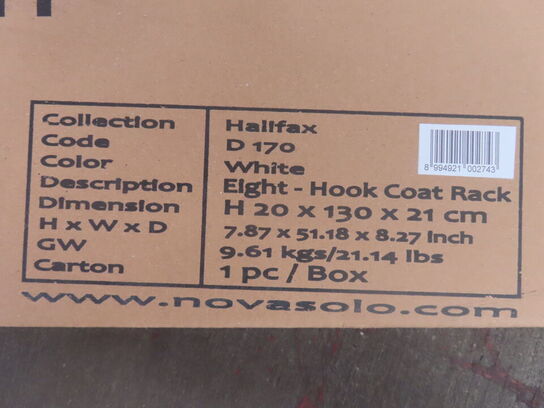 Collection Halifax
Code D 170
Color White
Description Eight - Hook Coat Rack
Dimension H 20 x 130 x 21 cm
H x W x D 7.87 x 51.18 x 8.27 Inch
GW 9.61 kgs/21.14 lbs
Carton 1 pc / Box
8 994921 002743
www.novasolo.com